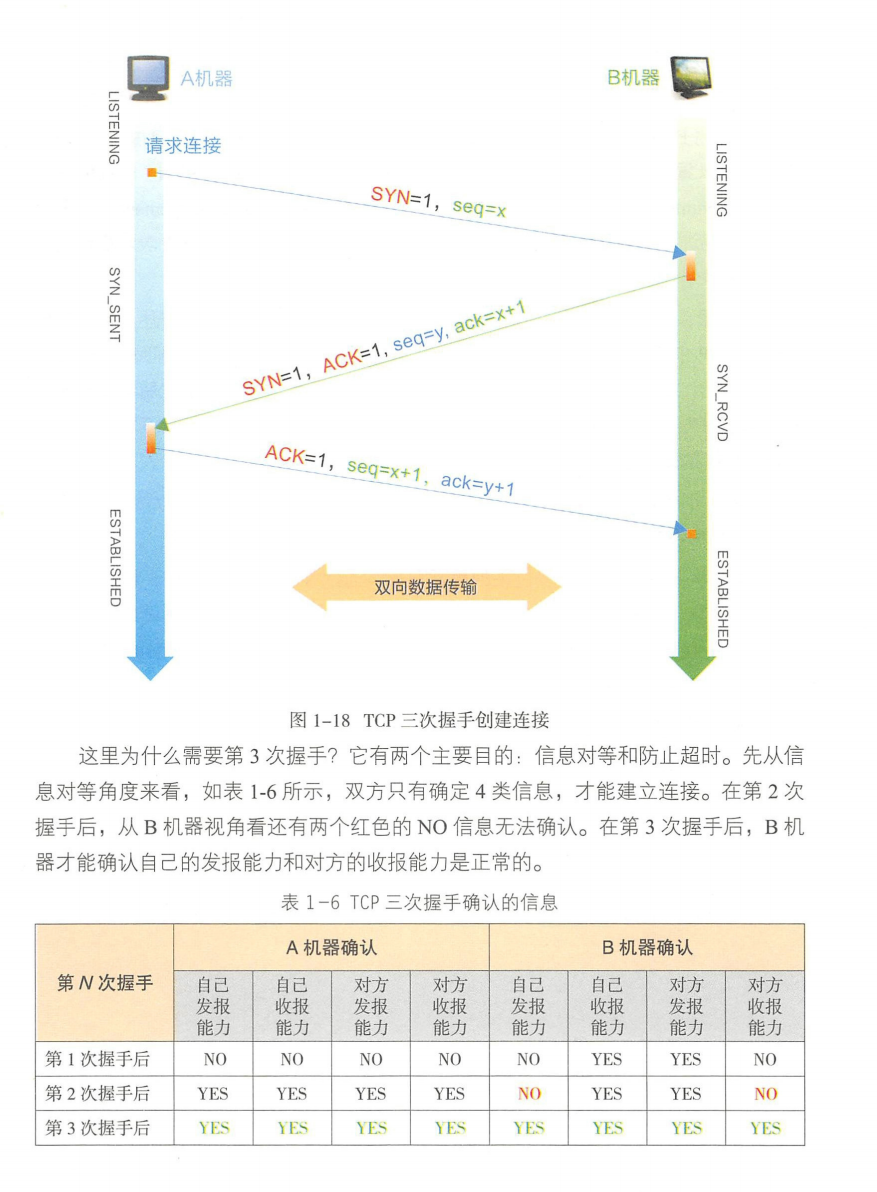 A机器
B机器
LISTENING
请求连接
LISTENING
SYN=1，seq=x
SYN_SENT
SYN=1，ACK=1, seq=y, ack=x+1
SYN_RCVD
ACK=1，seq=x+1，ack=y+1
ESTABLISHED
ESTABLISHED
双向数据传输
图 1-18 TCP 三次握手创建连接
这里为什么需要第 3 次握手？它有两个主要目的：信息对等和防止超时。先从信
息对等角度来看，如表 1-6 所示，双方只有确定 4 类信息，才能建立连接。在第 2 次
握手后，从 B 机器视角看还有两个红色的 NO 信息无法确认。在第 3 次握手后，B 机
器才能确认自己的发报能力和对方的收报能力是正常的。
表 1-6 TCP 三次握手确认的信息
第 N 次握手 A 机器确认 B 机器确认
自己发报能力 自己收报能力 对方发报能力 对方收报能力 自己发报能力 自己收报能力 对方发报能力 对方收报能力
第 1 次握手后 NO NO NO NO NO YES YES NO
第 2 次握手后 YES YES YES YES NO YES YES NO
第 3 次握手后 YES YES YES YES YES YES YES YES